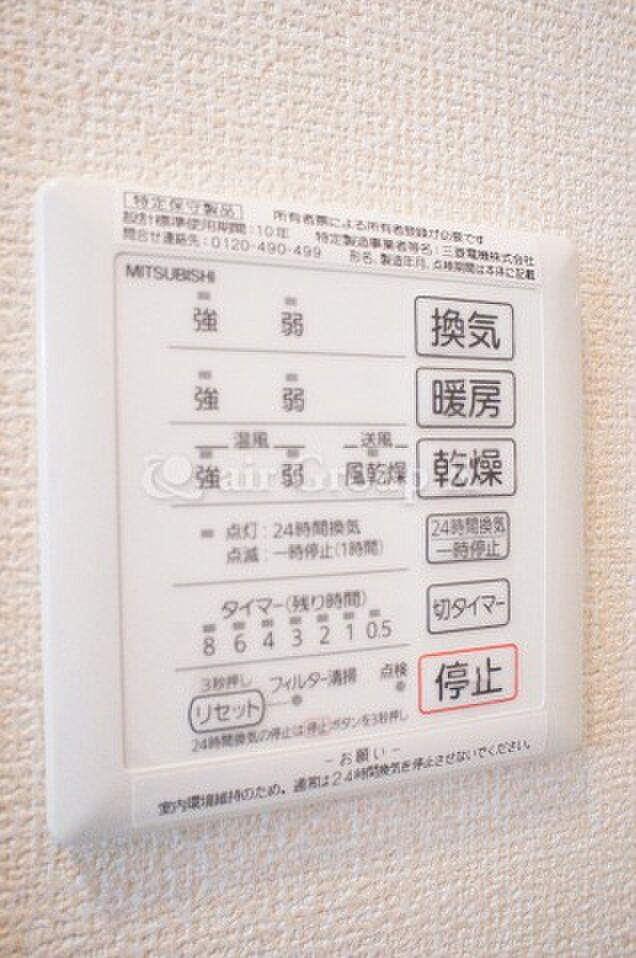 特定保守製品 所有者票による所有者登録が必要です
設計標準使用期間:10年 特定製造事業者等名:三菱電機株式会社
問合せ連絡先:0120-490-499 形名、製造年月、点検期間は本体に記載
MITSUBISHI
強 弱 換気
強 弱 暖房
温風 送風
強 弱 風乾燥 乾燥
air Group
点灯:24時間換気 24時間換気
点滅:一時停止(1時間) 一時停止
タイマー(残り時間) 切タイマー
8 6 4 3 2 1 0.5
3秒押し フィルター清掃 点検 停止
リセット
24時間換気の停止は停止ボタンを3秒押し
-お願い-
室内環境維持のため、通常は24時間換気を停止させないでください。